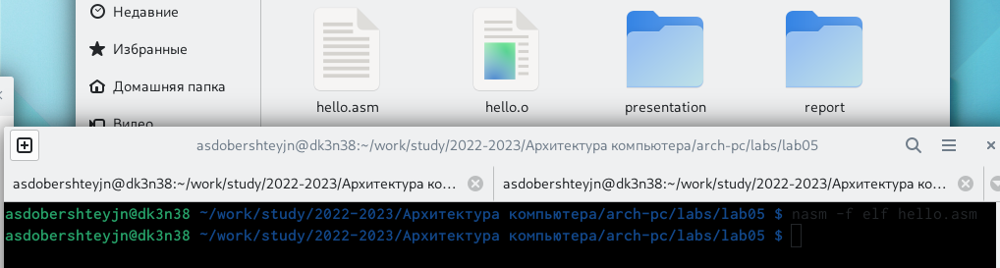 Недавние
Избранные
Домашняя папка
Видео
hello.asm
hello.o
presentation
report
asdobershteyjn@dk3n38:~/work/study/2022-2023/Архитектура компьютера/arch-pc/labs/lab05
asdobershteyjn@dk3n38:~/work/study/2022-2023/Архитектура ко...
asdobershteyjn@dk3n38:~/work/study/2022-2023/Архитектура ко...
asdobershteyjn@dk3n38 ~/work/study/2022-2023/Архитектура компьютера/arch-pc/labs/lab05 $ nasm -f elf hello.asm
asdobershteyjn@dk3n38 ~/work/study/2022-2023/Архитектура компьютера/arch-pc/labs/lab05 $